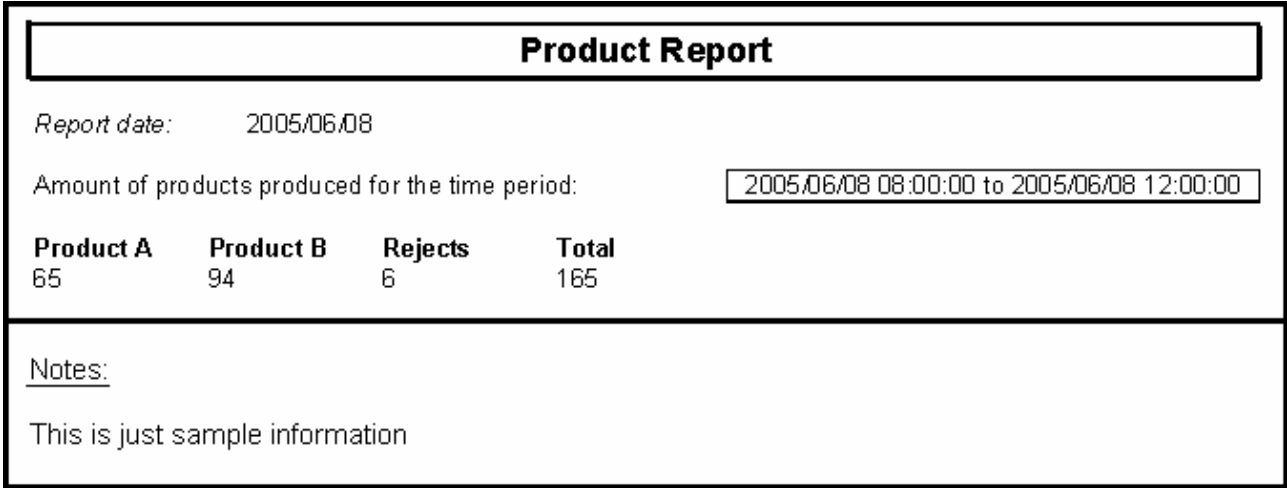 Product Report
Report date: 2005/06/08
Amount of products produced for the time period: 2005/06/08 08:00:00 to 2005/06/08 12:00:00
Product A Product B Rejects Total
65 94 6 165
Notes:
This is just sample information